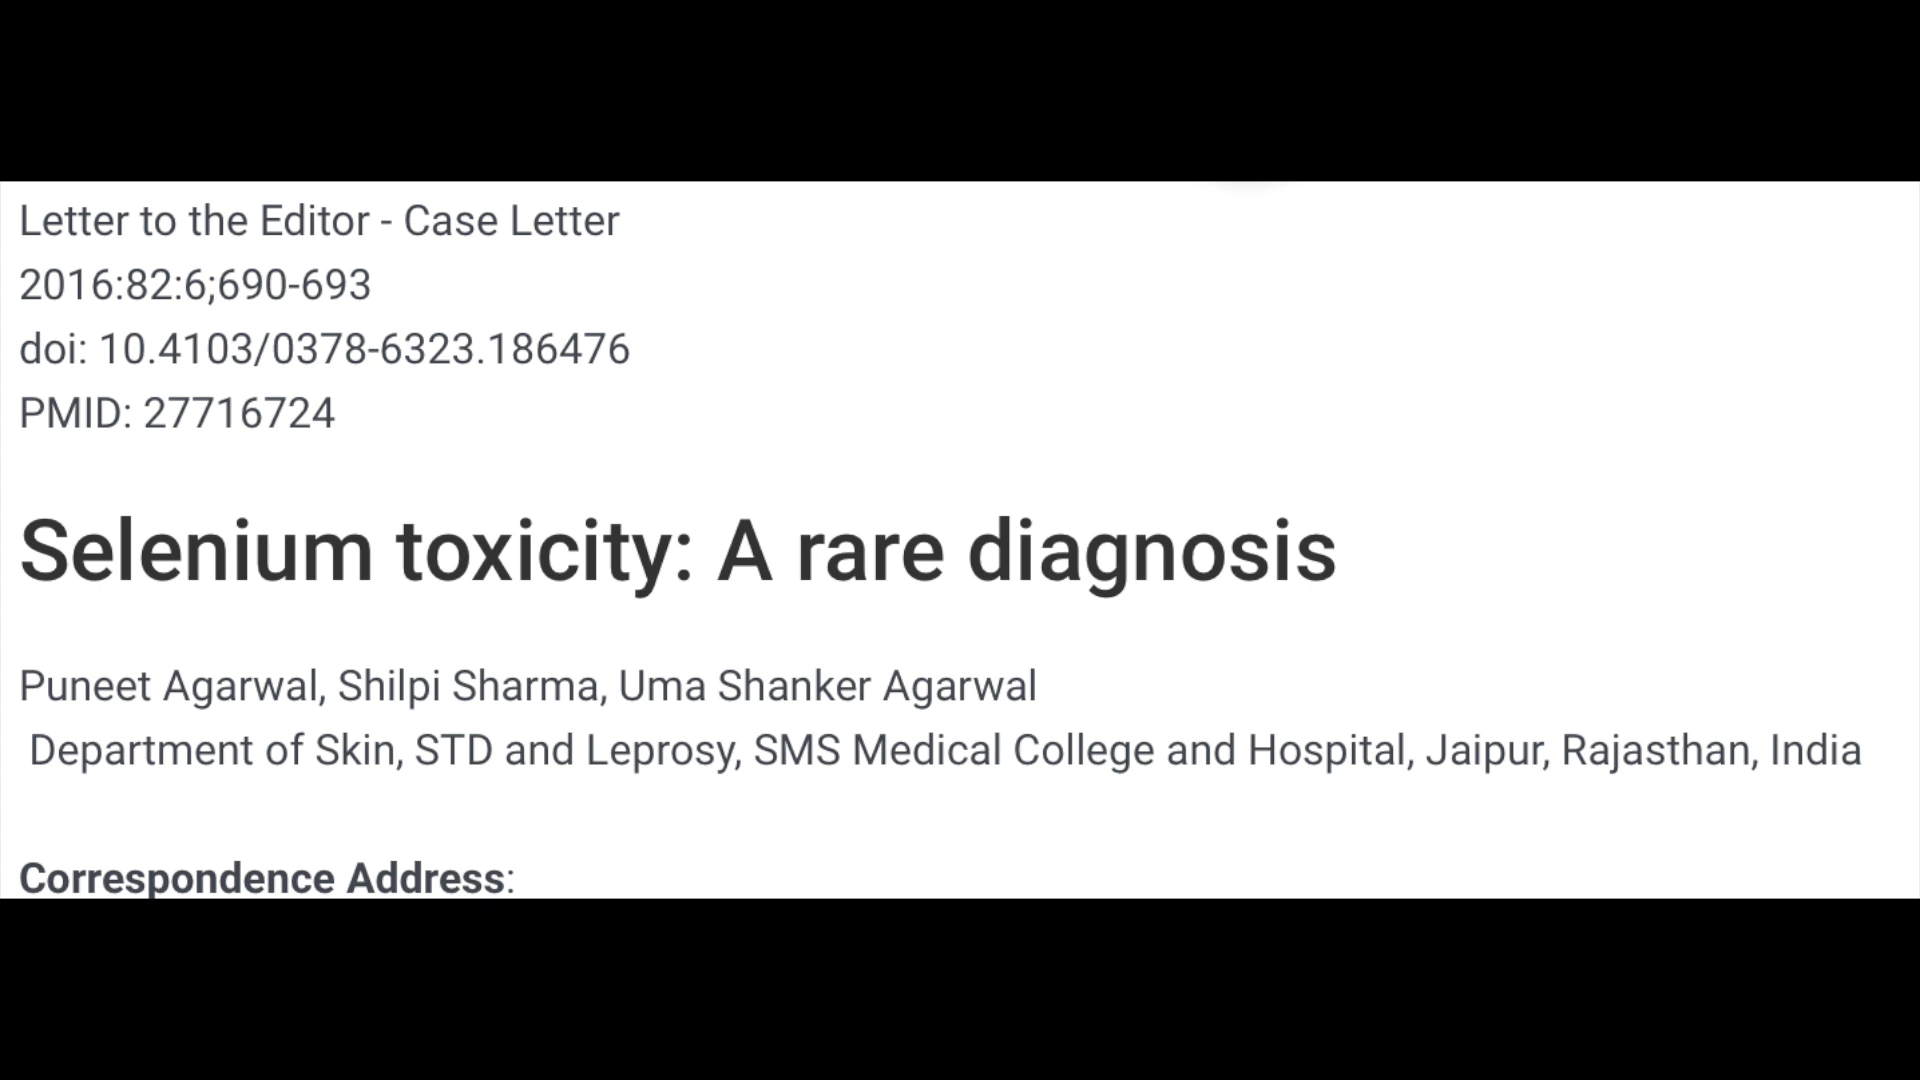 Letter to the Editor - Case Letter
2016:82:6;690-693
doi: 10.4103/0378-6323.186476
PMID: 27716724
Selenium toxicity: A rare diagnosis
Puneet Agarwal, Shilpi Sharma, Uma Shanker Agarwal
Department of Skin, STD and Leprosy, SMS Medical College and Hospital, Jaipur, Rajasthan, India
Correspondence Address: